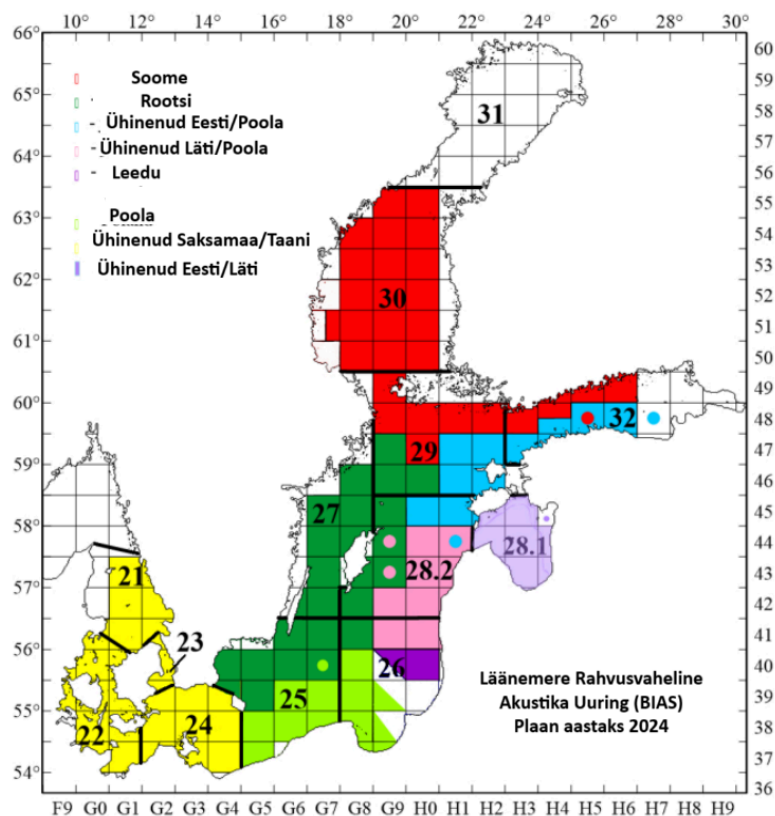 10° 12° 14° 16° 18° 20° 22° 24° 26° 28° 30°
66° 65° 64° 63° 62° 61° 60° 59° 58° 57° 56° 55° 54°
60 59 58 57 56 55 54 53 52 51 50 49 48 47 46 45 44 43 42 41 40 39 38 37 36
Soome
Rootsi
Ühinenud Eesti/Poola
Ühinenud Läti/Poola
Leedu
Poola
Ühinenud Saksamaa/Taani
Ühinenud Eesti/Läti
31
30
32
29
27
28.1
28.2
21
23
26
25
24
22
Läänemere Rahvusvaheline
Akustika Uuring (BIAS)
Plaan aastaks 2024
F9 G0 G1 G2 G3 G4 G5 G6 G7 G8 G9 H0 H1 H2 H3 H4 H5 H6 H7 H8 H9